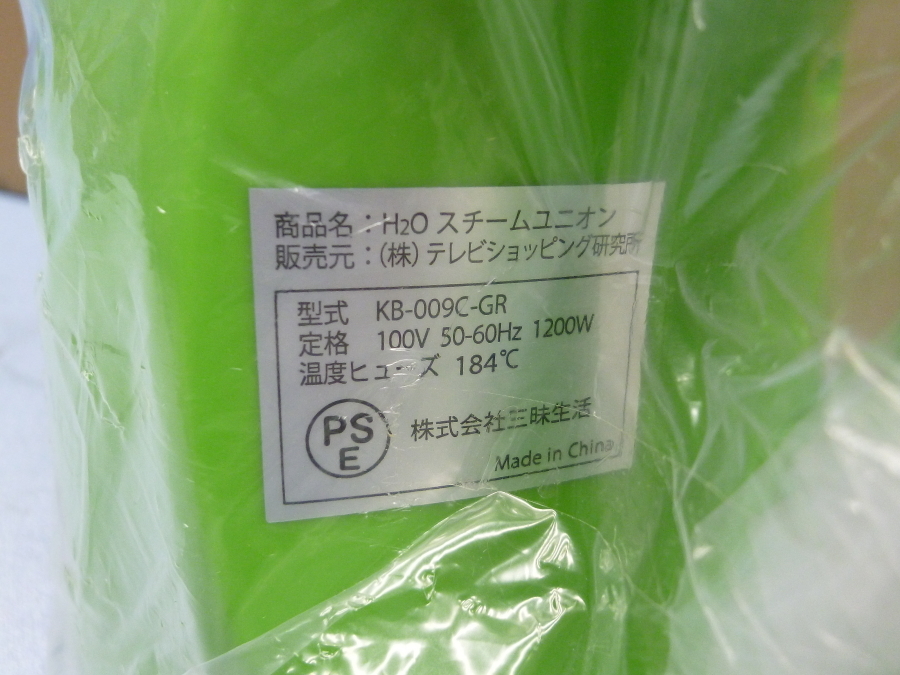 商品名：H₂O スチームユニオン
販売元：(株) テレビショッピング研究所
型式 KB-009C-GR
定格 100V 50-60Hz 1200W
温度ヒューズ 184℃
PS
E
株式会社三昧生活
Made in China